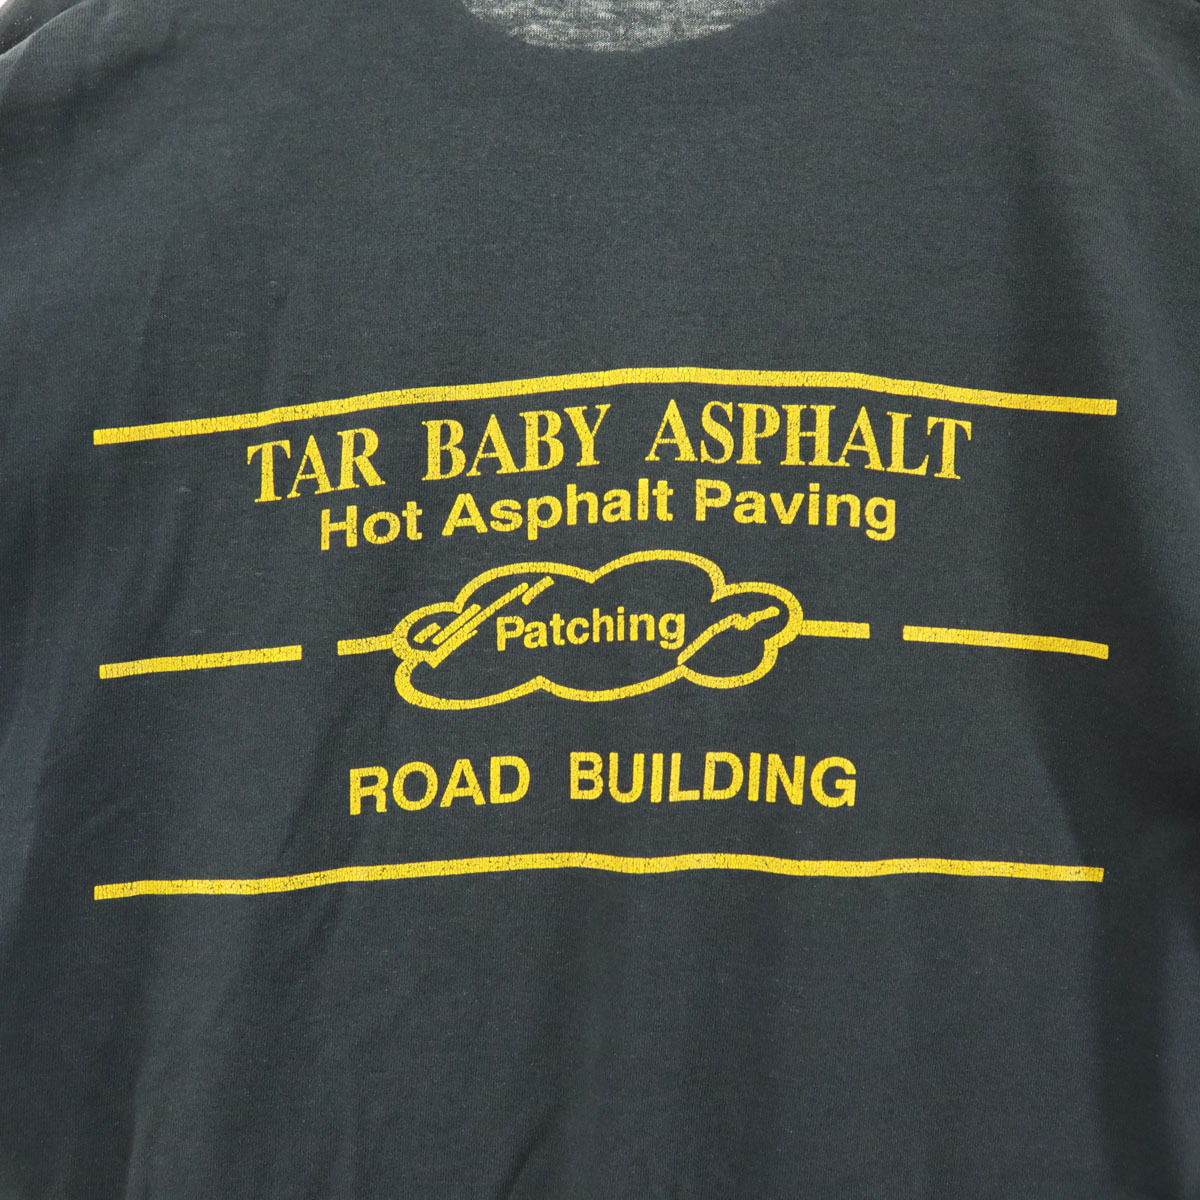 TAR BABY ASPHALT
Hot Asphalt Paving
Patching
ROAD BUILDING